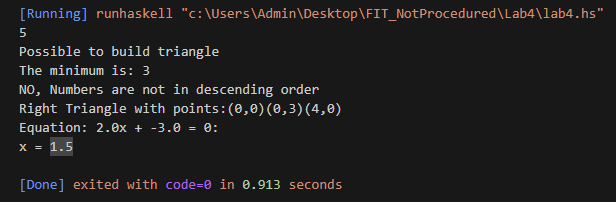 [Running] runhaskell "c:\Users\Admin\Desktop\FIT_NotProcedured\Lab4\lab4.hs"
5
Possible to build triangle
The minimum is: 3
NO, Numbers are not in descending order
Right Triangle with points:(0,0)(0,3)(4,0)
Equation: 2.0x + -3.0 = 0:
x = 1.5
[Done] exited with code=0 in 0.913 seconds